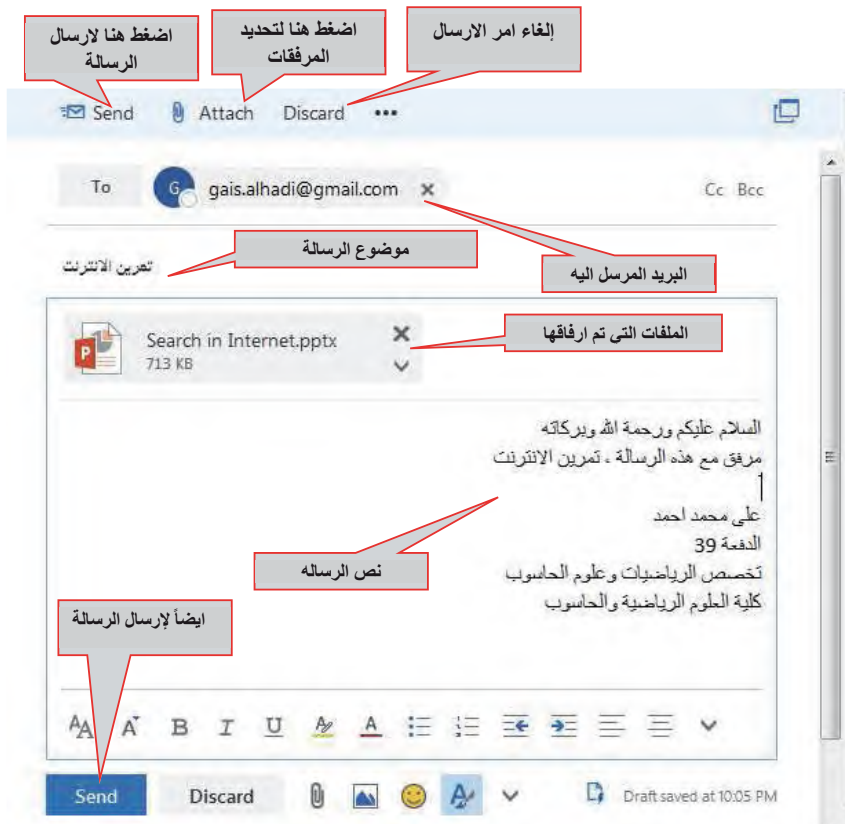 اضغط هنا لارسال
الرسالة
اضغط هنا لتحديد
المرفقات
إلغاء امر الارسال
Send Attach Discard •••
To G gais.alhadi@gmail.com × Cc Bcc
موضوع الرسالة
تمرين الانترنت
البريد المرسل اليه
Search in Internet.pptx
713 KB
الملفات التى تم ارفاقها
السلام عليكم ورحمة الله وبركاته
مرفق مع هذه الرسالة ، تمرين الانترنت
على محمد احمد
الدفعة 39
تخصص الرياضيات وعلوم الحاسوب
كلية العلوم الرياضية والحاسوب
نص الرساله
ايضاً لإرسال الرسالة
AA A B I U A
Send Discard Draft saved at 10:05 PM